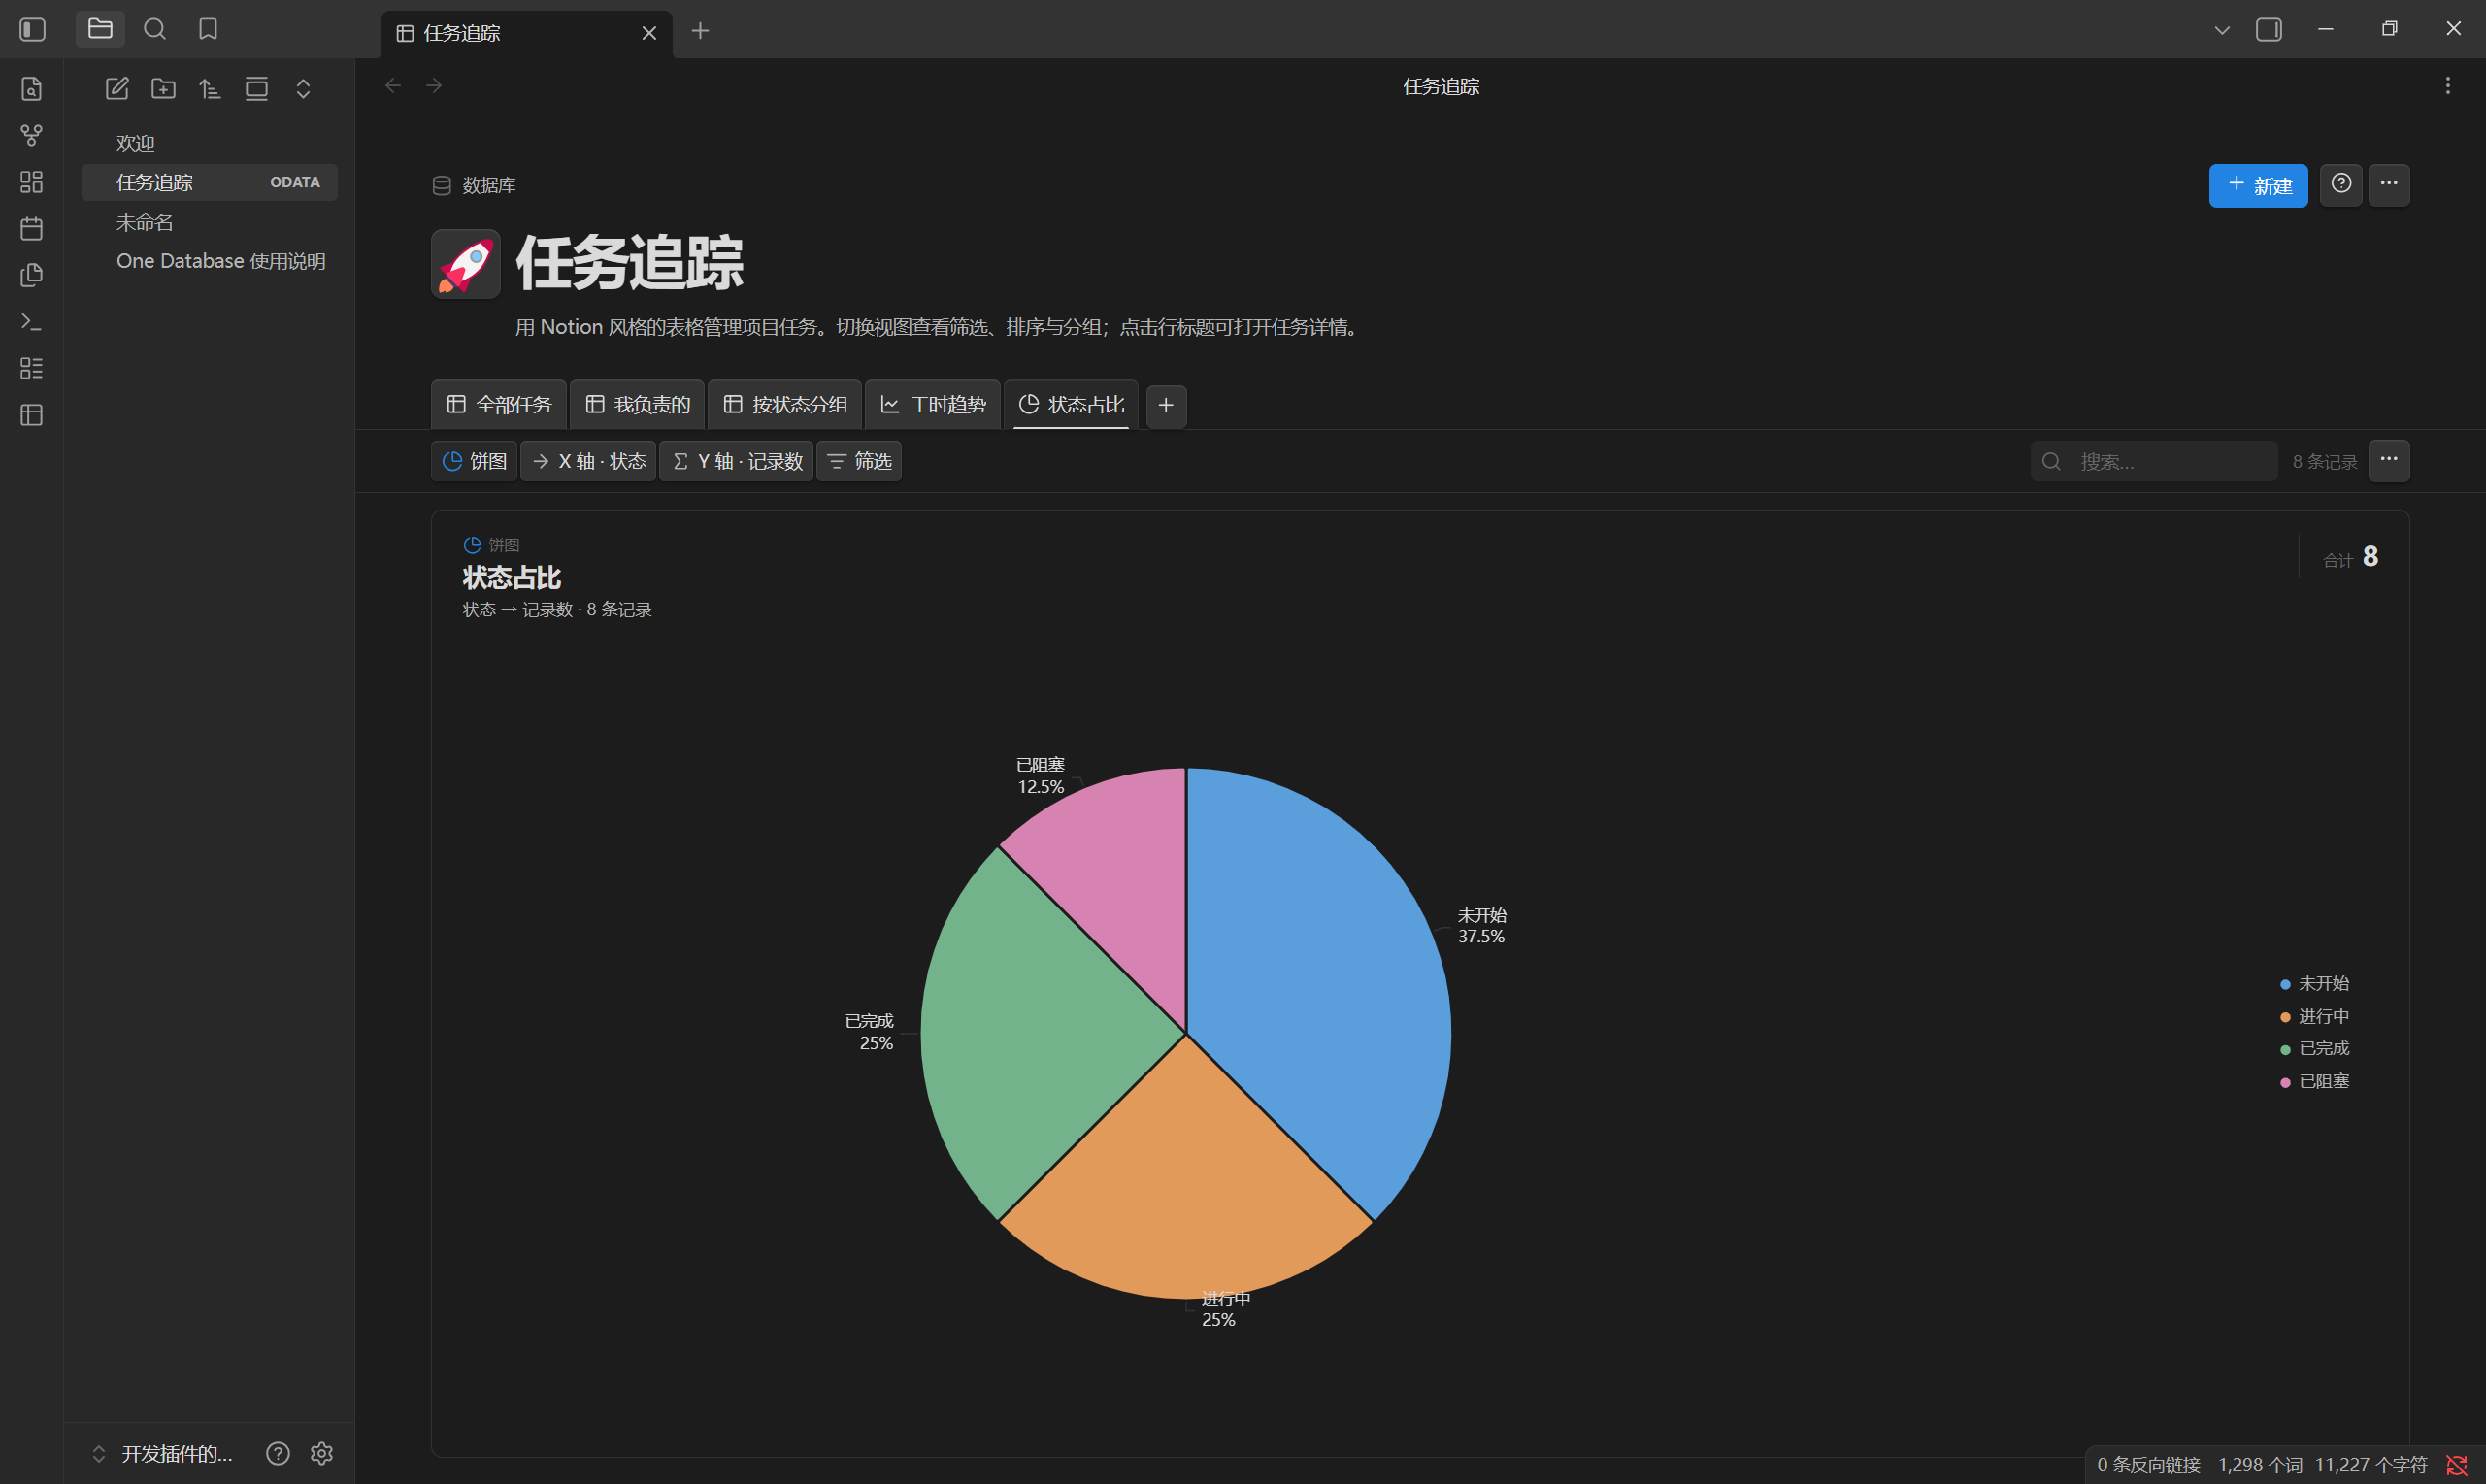 任务追踪
欢迎
任务追踪 ODATA
未命名
One Database 使用说明
开发插件的...
任务追踪
数据库
新建
任务追踪
用 Notion 风格的表格管理项目任务。切换视图查看筛选、排序与分组；点击行标题可打开任务详情。
全部任务 我负责的 按状态分组 工时趋势 状态占比
饼图 X 轴 · 状态 Y 轴 · 记录数 筛选 搜索... 8 条记录
饼图
状态占比
状态 → 记录数 · 8 条记录
合计 8
已阻塞
12.5%
未开始
37.5%
已完成
25%
进行中
25%
未开始
进行中
已完成
已阻塞
0 条反向链接 1,298 个词 11,227 个字符